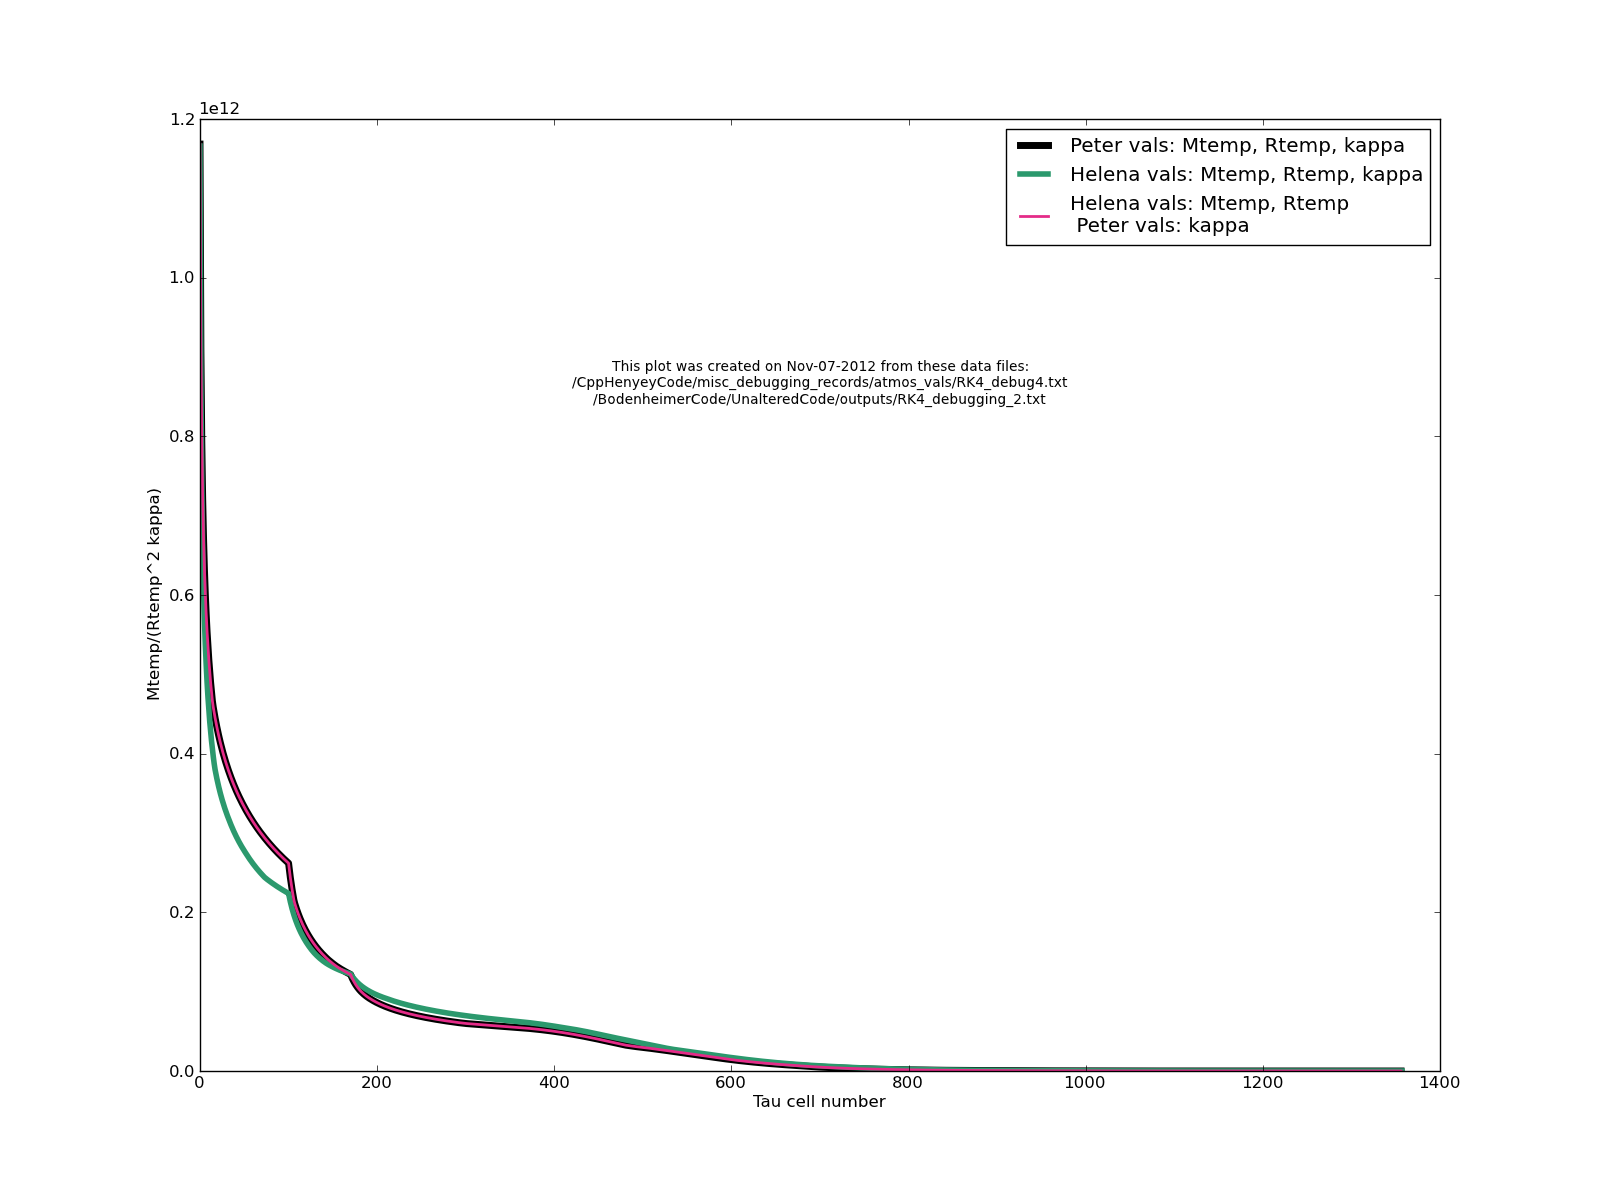 1e12
1.2
1.0
0.8
0.6
0.4
0.2
0.0
Mtemp/(Rtemp^2 kappa)
Peter vals: Mtemp, Rtemp, kappa
Helena vals: Mtemp, Rtemp, kappa
Helena vals: Mtemp, Rtemp
Peter vals: kappa
This plot was created on Nov-07-2012 from these data files:
/CppHenyeyCode/misc_debugging_records/atmos_vals/RK4_debug4.txt
/BodenheimerCode/UnalteredCode/outputs/RK4_debugging_2.txt
0 200 400 600 800 1000 1200 1400
Tau cell number